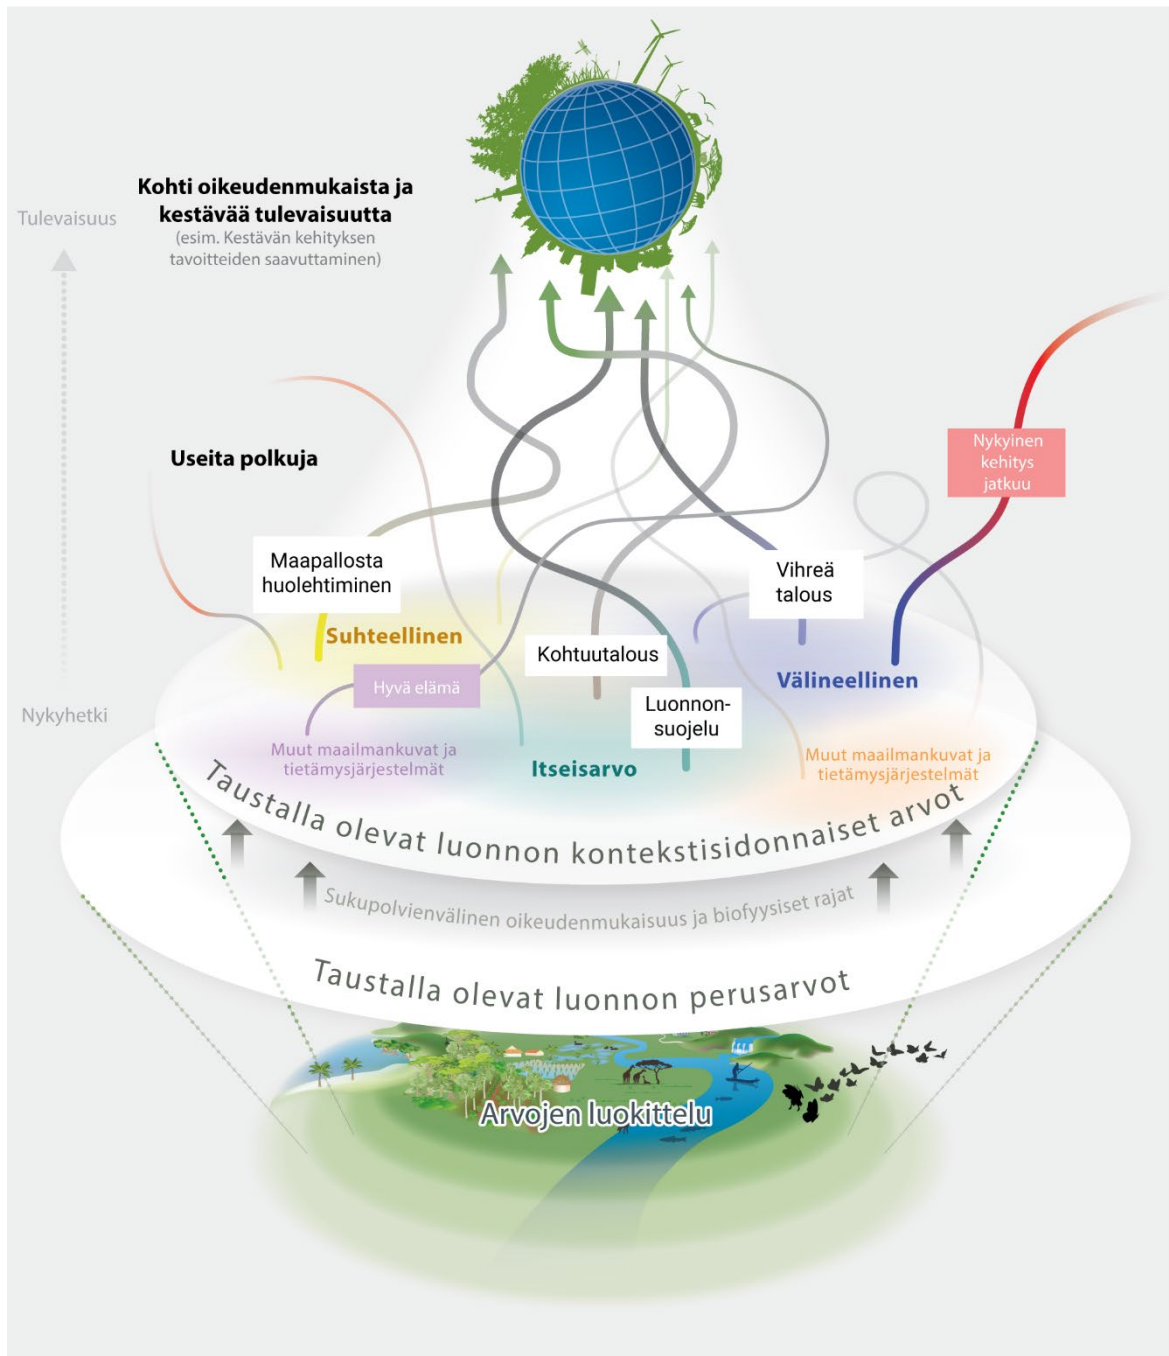 Kohti oikeudenmukaista ja
kestävää tulevaisuutta
(esim. Kestävän kehityksen
tavoitteiden saavuttaminen)
Tulevaisuus
Useita polkuja
Nykyinen
kehitys
jatkuu
Maapallosta
huolehtiminen
Vihreä
talous
Suhteellinen
Kohtuutalous
Välineellinen
Hyvä elämä
Luonnon-
suojelu
Nykyhetki
Muut maailmankuvat ja
tietämysjärjestelmät
Itseisarvo
Muut maailmankuvat ja
tietämysjärjestelmät
Taustalla olevat luonnon kontekstisidonnaiset arvot
Sukupolvienvälinen oikeudenmukaisuus ja biofyysiset rajat
Taustalla olevat luonnon perusarvot
Arvojen luokittelu